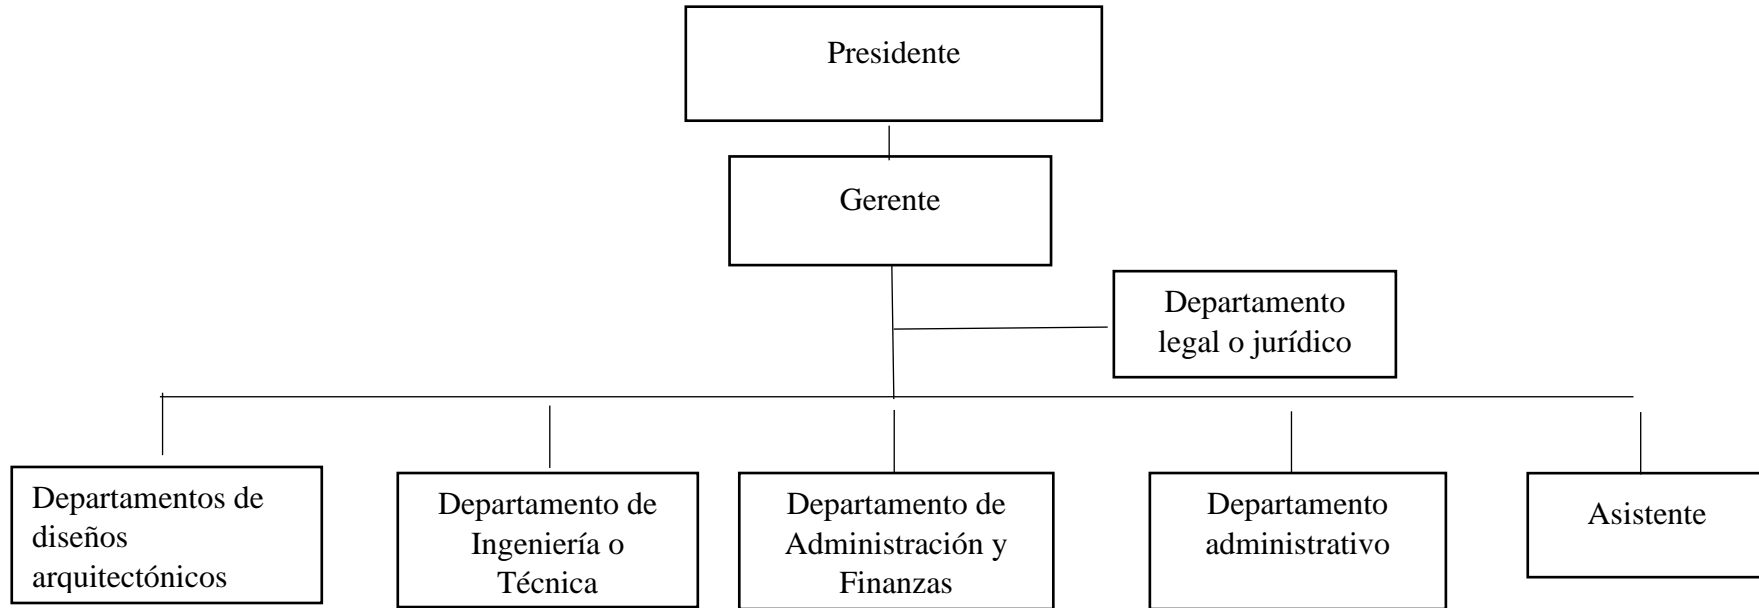 Presidente
Gerente
Departamento
legal o jurídico
Departamentos de
diseños
arquitectónicos
Departamento de
Ingeniería o
Técnica
Departamento de
Administración y
Finanzas
Departamento
administrativo
Asistente